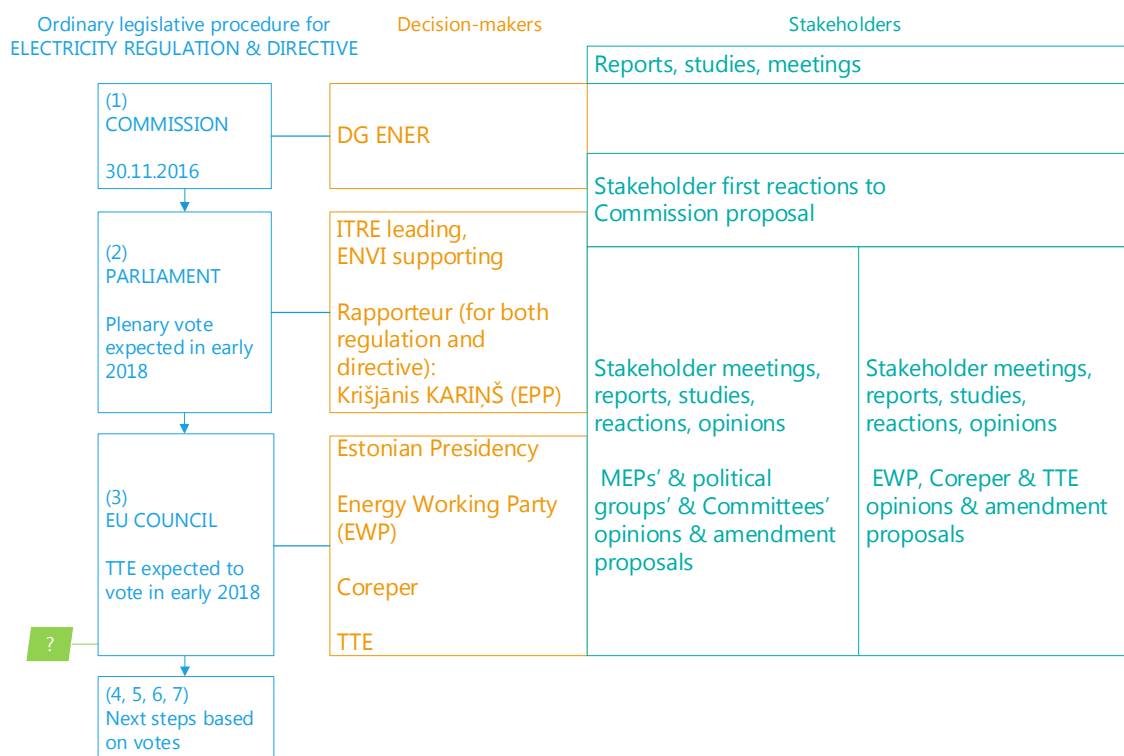 Ordinary legislative procedure for
ELECTRICITY REGULATION & DIRECTIVE
Decision-makers
Stakeholders
Reports, studies, meetings
(1)
COMMISSION
30.11.2016
DG ENER
Stakeholder first reactions to
Commission proposal
(2)
PARLIAMENT
Plenary vote
expected in early
2018
ITRE leading,
ENVI supporting
Rapporteur (for both
regulation and
directive):
Krišjānis KARIŅŠ (EPP)
Stakeholder meetings,
reports, studies,
reactions, opinions
MEPs’ & political
groups’ & Committees’
opinions & amendment
proposals
Stakeholder meetings,
reports, studies,
reactions, opinions
EWP, Coreper & TTE
opinions & amendment
proposals
(3)
EU COUNCIL
TTE expected to
vote in early 2018
Estonian Presidency
Energy Working Party
(EWP)
Coreper
TTE
?
(4, 5, 6, 7)
Next steps based
on votes